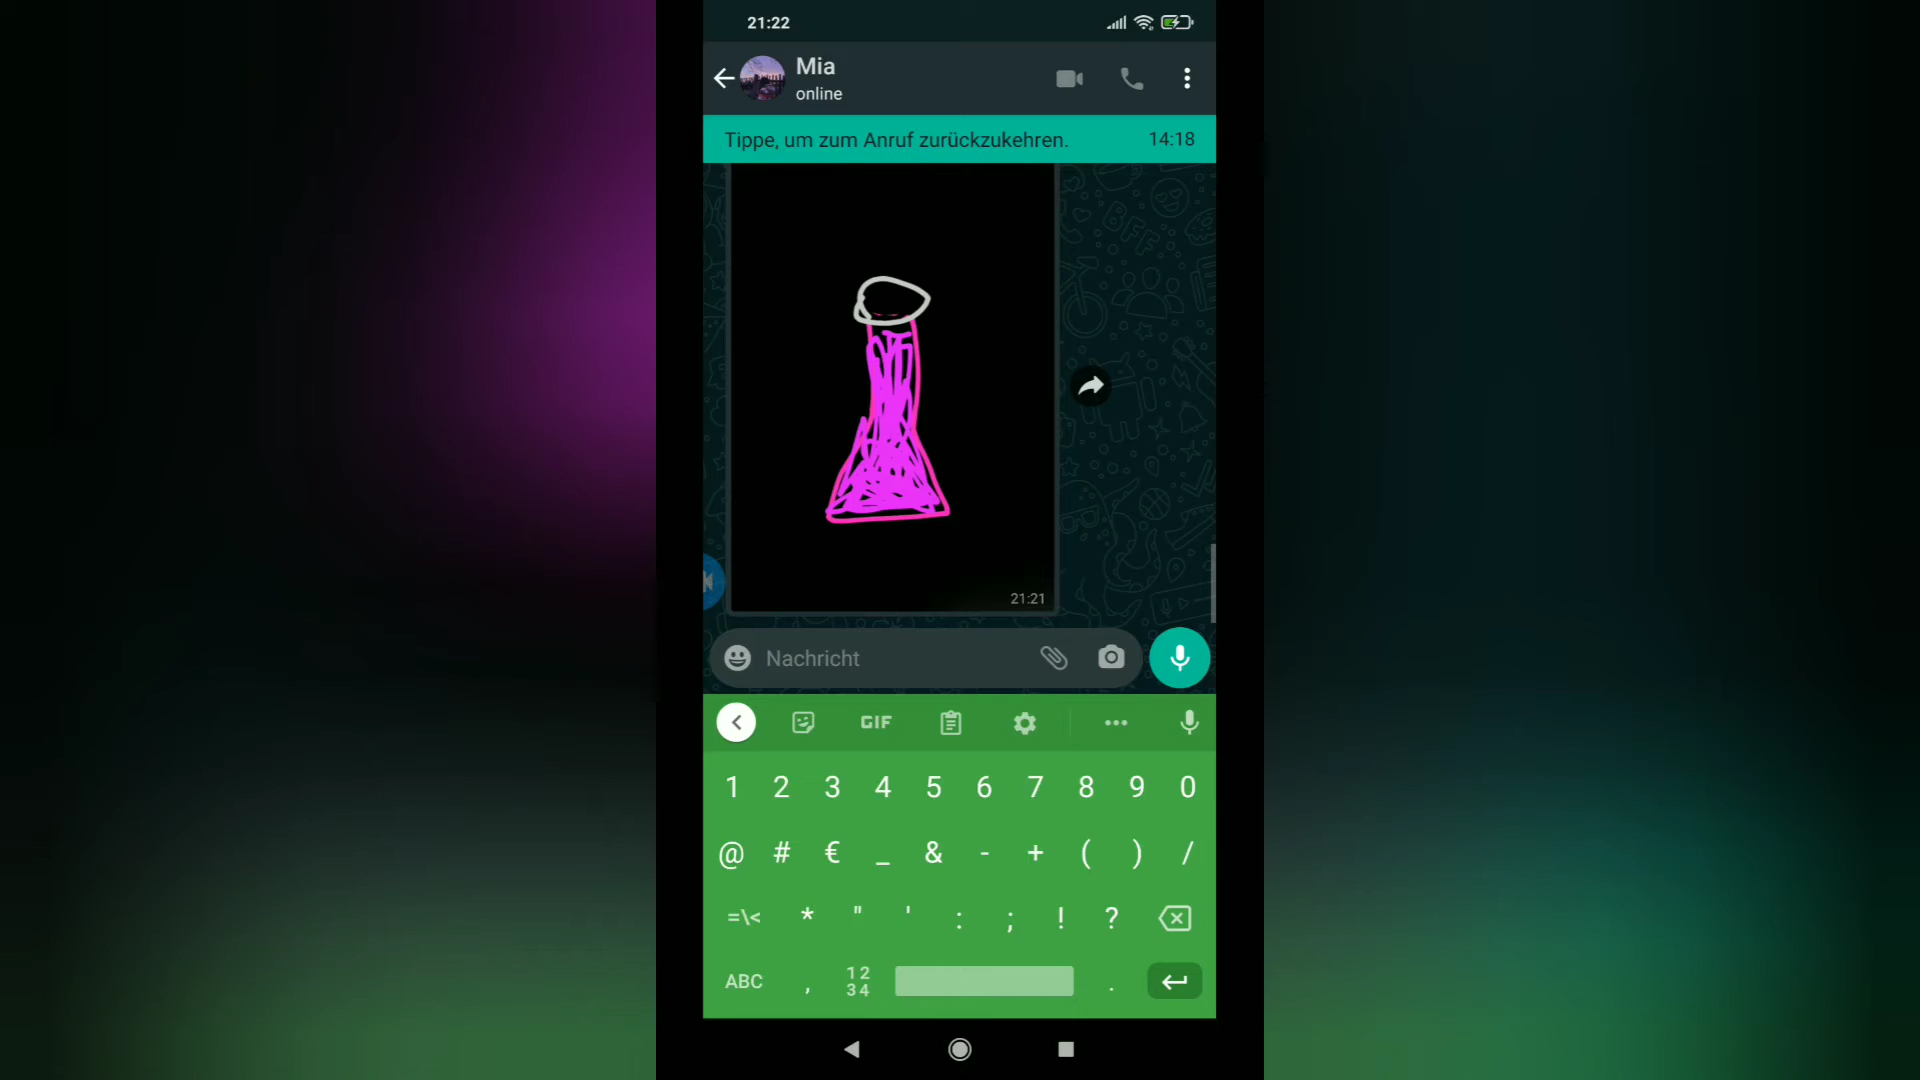 21:22
Mia
online
Tippe, um zum Anruf zurückzukehren. 14:18
21:21
Nachricht
GIF
1 2 3 4 5 6 7 8 9 0
@ # € _ & - + ( ) /
=\< * " ' : ; ! ?
ABC , 12 34 .